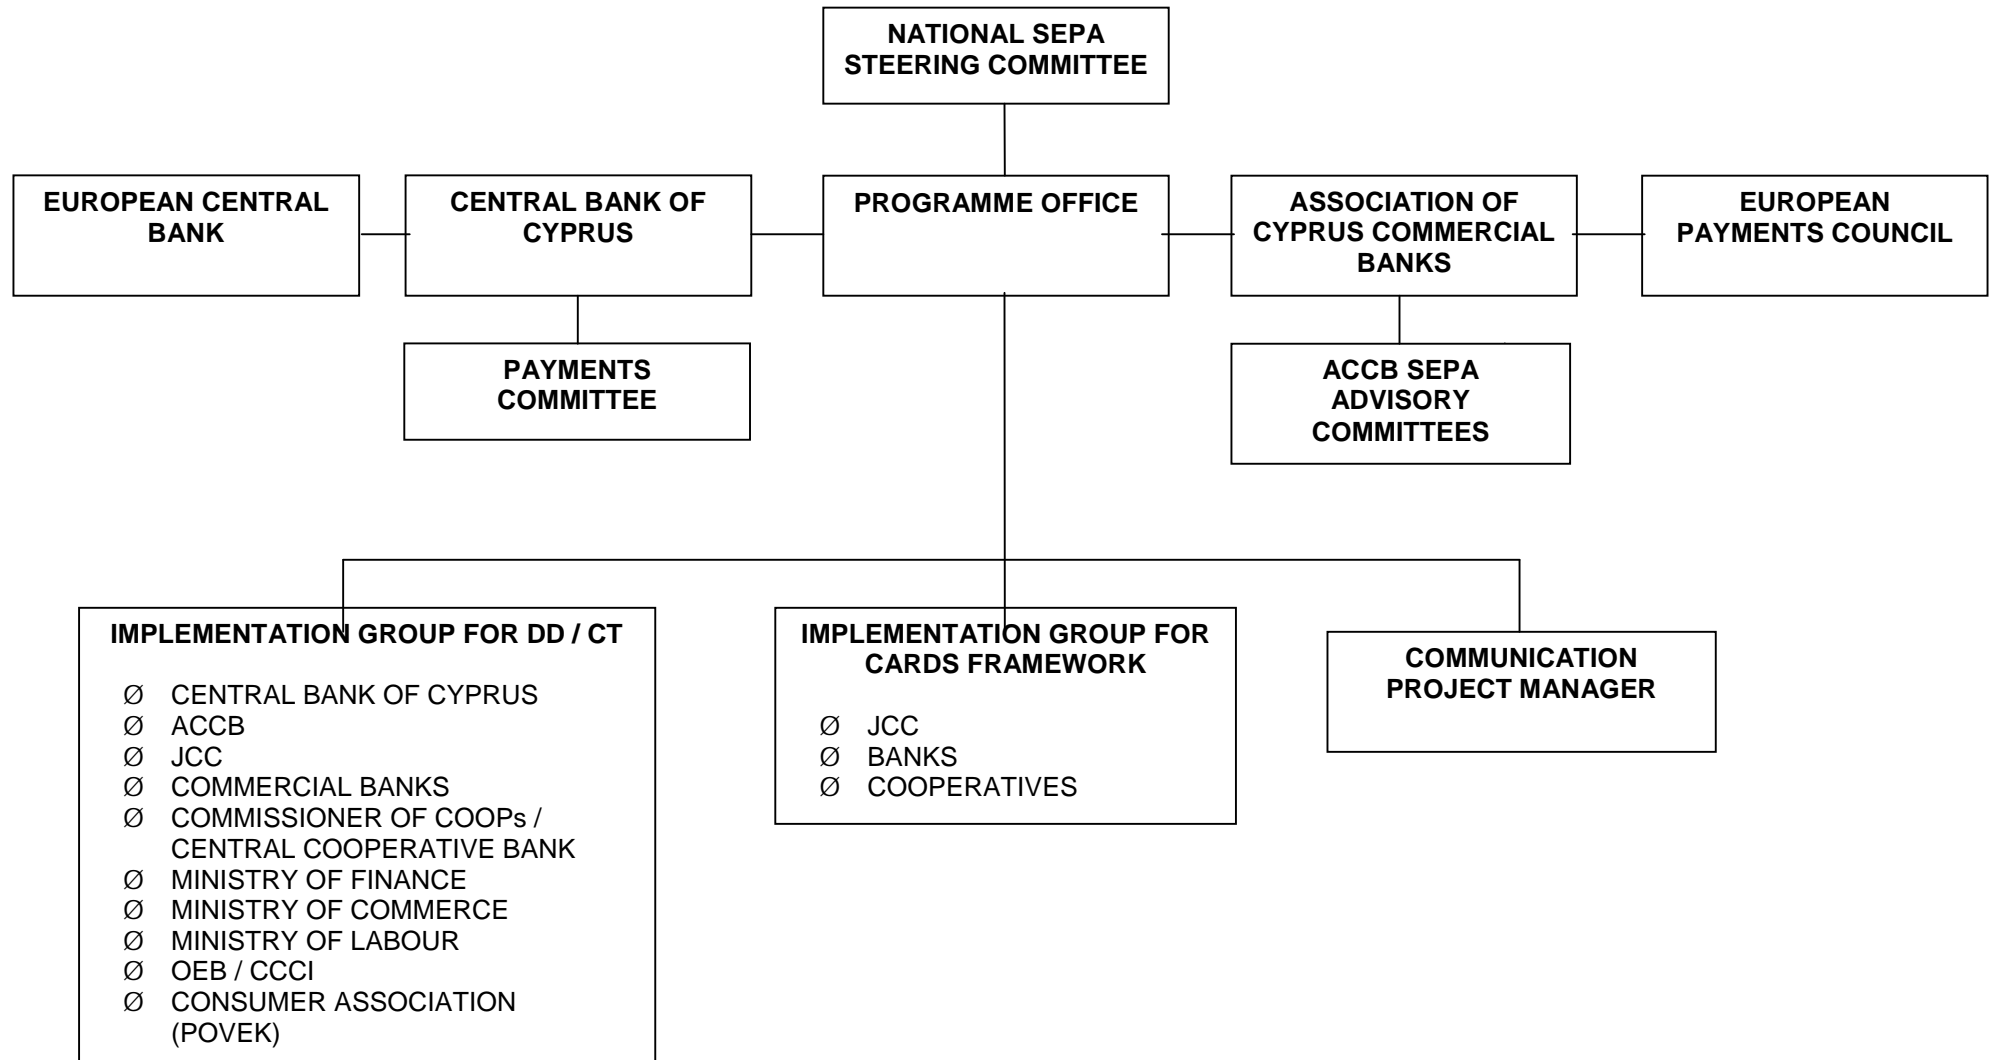 NATIONAL SEPA
STEERING COMMITTEE
EUROPEAN CENTRAL
BANK
CENTRAL BANK OF
CYPRUS
PROGRAMME OFFICE
ASSOCIATION OF
CYPRUS COMMERCIAL
BANKS
EUROPEAN
PAYMENTS COUNCIL
PAYMENTS
COMMITTEE
ACCB SEPA
ADVISORY
COMMITTEES
IMPLEMENTATION GROUP FOR DD / CT
Ø CENTRAL BANK OF CYPRUS
Ø ACCB
Ø JCC
Ø COMMERCIAL BANKS
Ø COMMISSIONER OF COOPs /
CENTRAL COOPERATIVE BANK
Ø MINISTRY OF FINANCE
Ø MINISTRY OF COMMERCE
Ø MINISTRY OF LABOUR
Ø OEB / CCCI
Ø CONSUMER ASSOCIATION
(POVEK)
IMPLEMENTATION GROUP FOR
CARDS FRAMEWORK
Ø JCC
Ø BANKS
Ø COOPERATIVES
COMMUNICATION
PROJECT MANAGER